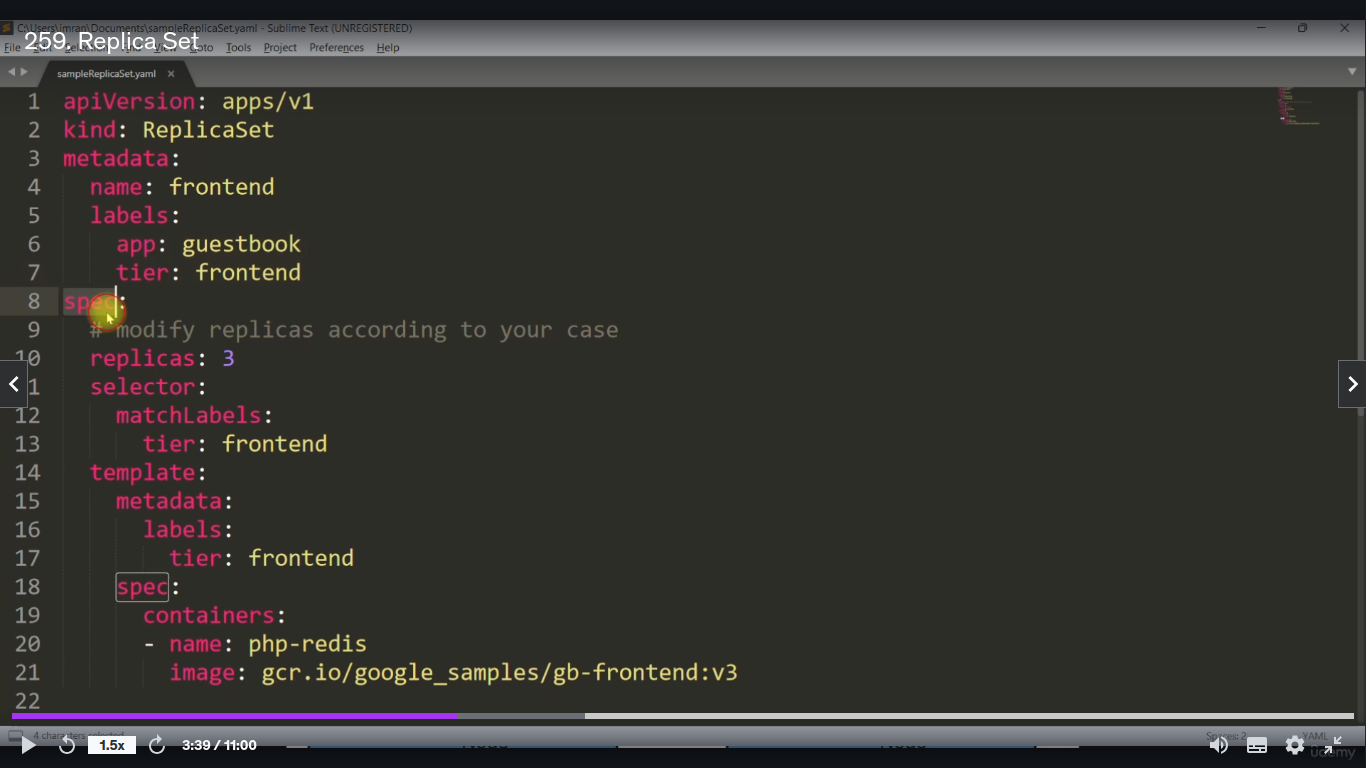 C:\Users\imran\Documents\sampleReplicaSet.yaml - Sublime Text (UNREGISTERED)
259. Replica Set
File Edit Selection View Goto Tools Project Preferences Help
sampleReplicaSet.yaml ×
1 apiVersion: apps/v1
2 kind: ReplicaSet
3 metadata:
4 name: frontend
5 labels:
6 app: guestbook
7 tier: frontend
8 spec:
9 # modify replicas according to your case
10 replicas: 3
11 selector:
12 matchLabels:
13 tier: frontend
14 template:
15 metadata:
16 labels:
17 tier: frontend
18 spec:
19 containers:
20 - name: php-redis
21 image: gcr.io/google_samples/gb-frontend:v3
22
4 characters selected
Spaces: 2 YAML
1.5x 3:39 / 11:00
udemy